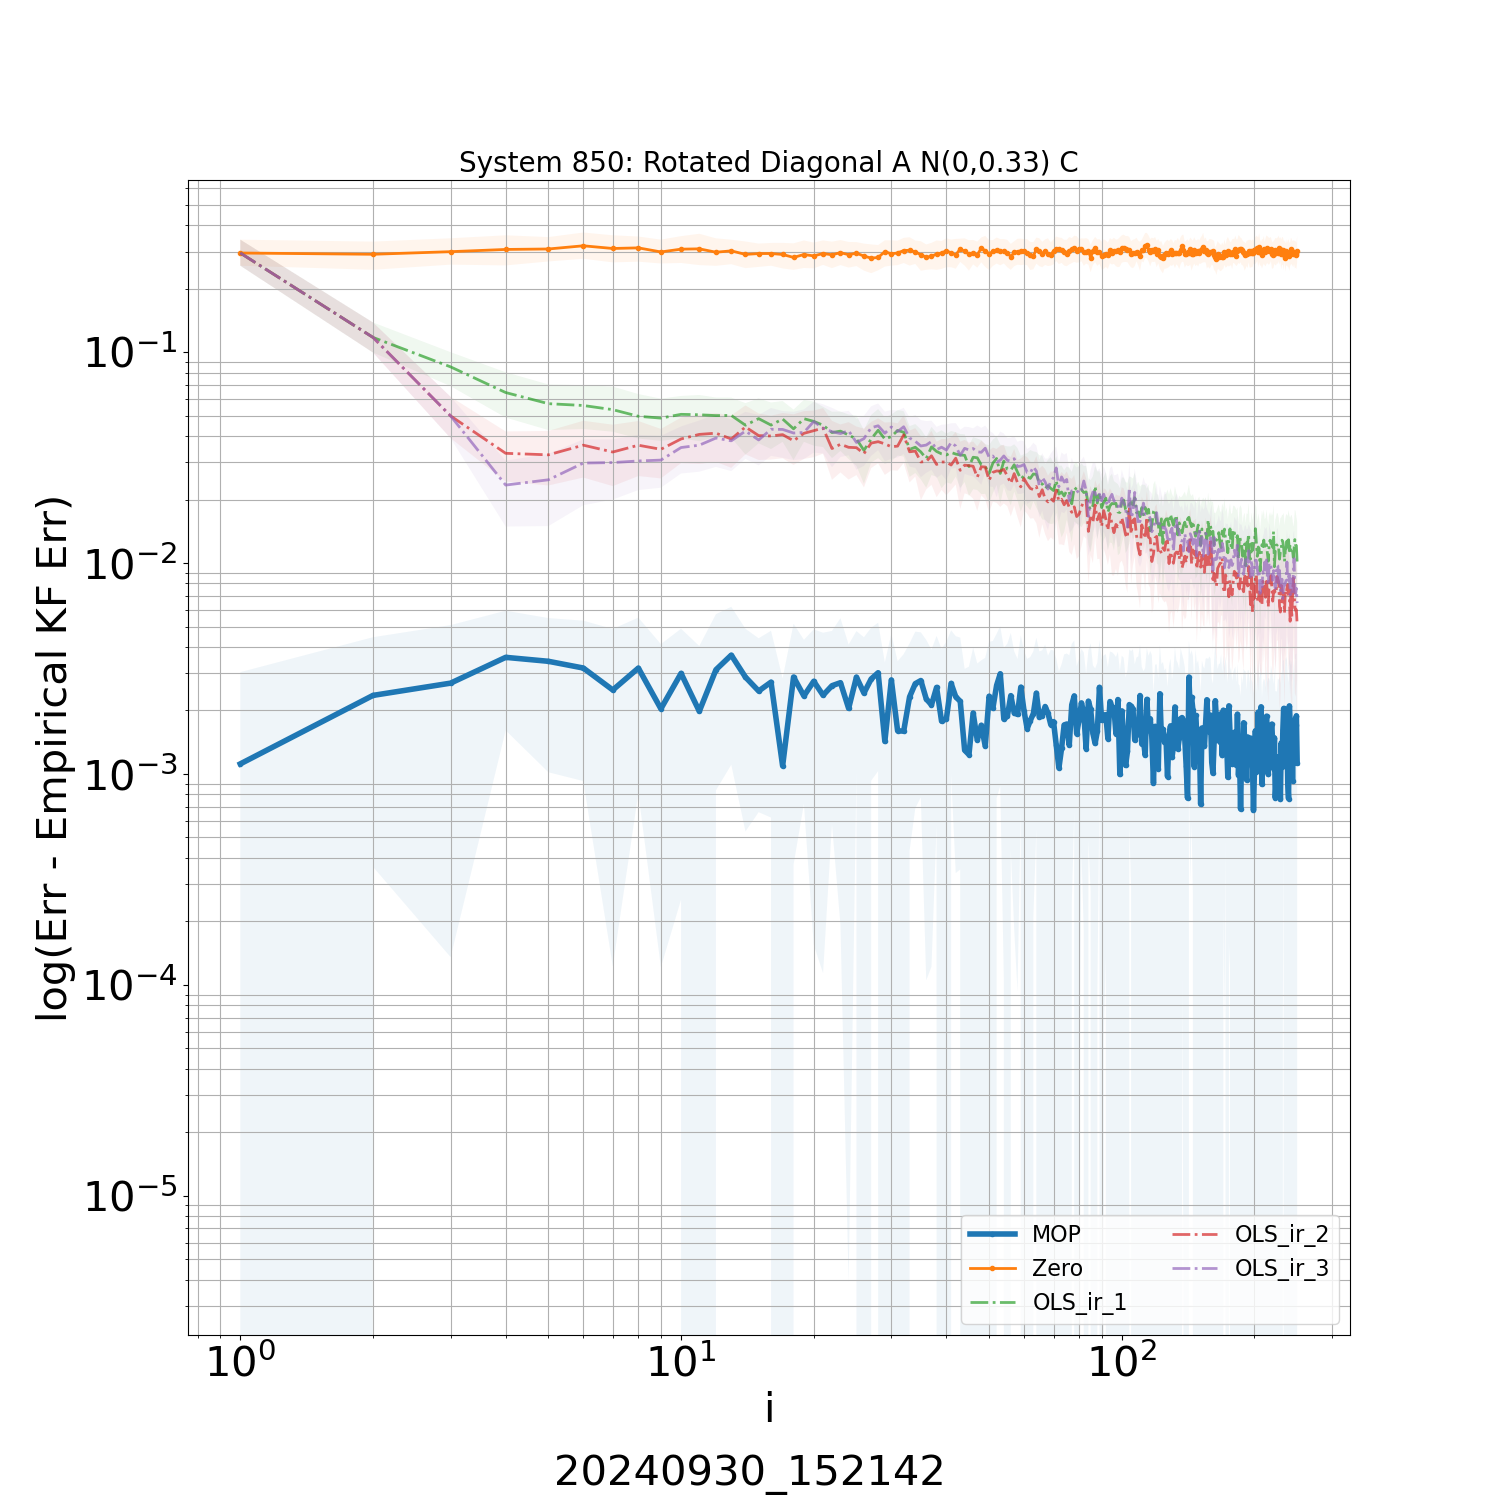 System 850: Rotated Diagonal A N(0,0.33) C
log(Err - Empirical KF Err)
10⁻¹
10⁻²
10⁻³
10⁻⁴
10⁻⁵
MOP
Zero
OLS_ir_1
OLS_ir_2
OLS_ir_3
10⁰ 10¹ 10²
i
20240930_152142